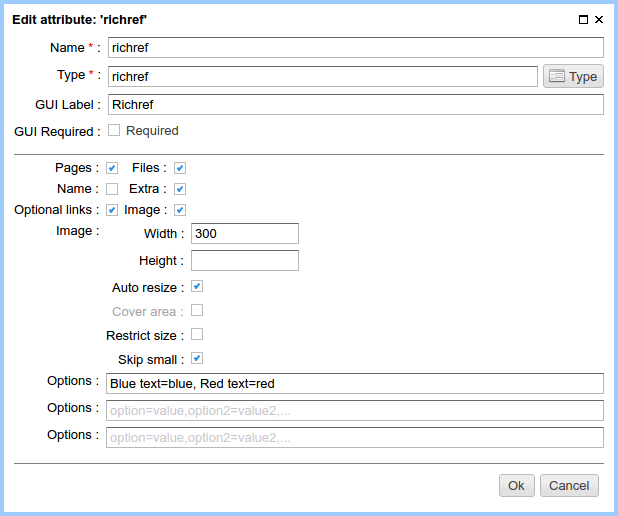 Edit attribute: 'richref'
Name * : richref
Type * : richref Type
GUI Label : Richref
GUI Required : Required
Pages : Files :
Name : Extra :
Optional links : Image :
Image : Width : 300
Height :
Auto resize :
Cover area :
Restrict size :
Skip small :
Options : Blue text=blue, Red text=red
Options : option=value,option2=value2,...
Options : option=value,option2=value2,...
Ok Cancel